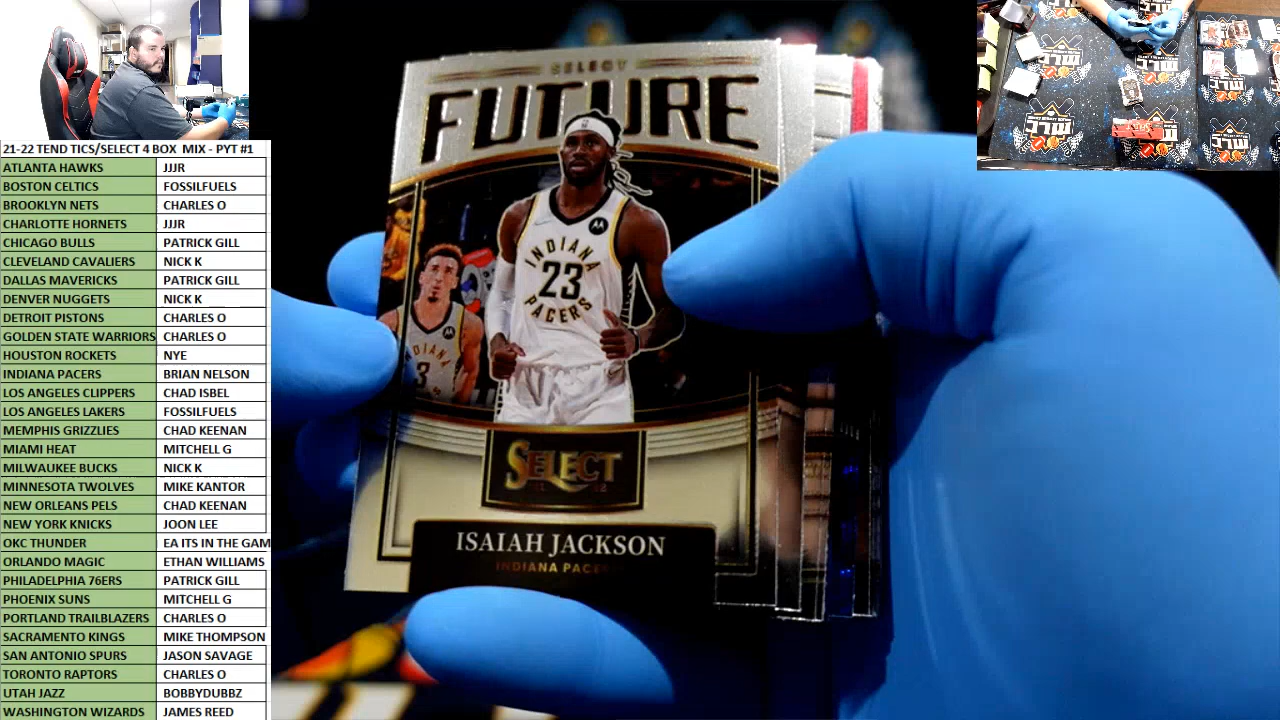 21-22 TEND TICS/SELECT 4 BOX MIX - PYT #1
ATLANTA HAWKS JJJR
BOSTON CELTICS FOSSILFUELS
BROOKLYN NETS CHARLES O
CHARLOTTE HORNETS JJJR
CHICAGO BULLS PATRICK GILL
CLEVELAND CAVALIERS NICK K
DALLAS MAVERICKS PATRICK GILL
DENVER NUGGETS NICK K
DETROIT PISTONS CHARLES O
GOLDEN STATE WARRIORS CHARLES O
HOUSTON ROCKETS NYE
INDIANA PACERS BRIAN NELSON
LOS ANGELES CLIPPERS CHAD ISBEL
LOS ANGELES LAKERS FOSSILFUELS
MEMPHIS GRIZZLIES CHAD KEENAN
MIAMI HEAT MITCHELL G
MILWAUKEE BUCKS NICK K
MINNESOTA TWOLVES MIKE KANTOR
NEW ORLEANS PELS CHAD KEENAN
NEW YORK KNICKS JOON LEE
OKC THUNDER EA ITS IN THE GAM
ORLANDO MAGIC ETHAN WILLIAMS
PHILADELPHIA 76ERS PATRICK GILL
PHOENIX SUNS MITCHELL G
PORTLAND TRAILBLAZERS CHARLES O
SACRAMENTO KINGS MIKE THOMPSON
SAN ANTONIO SPURS JASON SAVAGE
TORONTO RAPTORS CHARLES O
UTAH JAZZ BOBBYDUBBZ
WASHINGTON WIZARDS JAMES REED
SELECT
FUTURE
INDIANA
23
PACERS
INDIANA
3
SELECT
ISAIAH JACKSON
INDIANA PACE